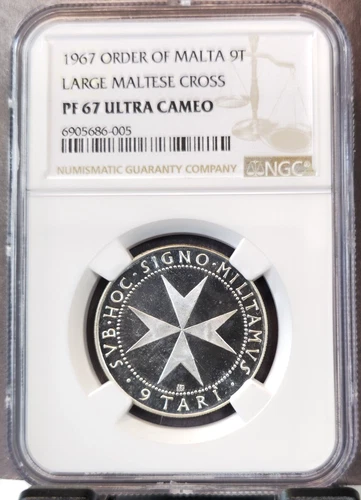 1967 ORDER OF MALTA 9T
LARGE MALTESE CROSS
PF 67 ULTRA CAMEO
6905686-005
NUMISMATIC GUARANTY COMPANY
NGC
SVB·HOC·SIGNO·MILITAMVS
·9 TARÌ·